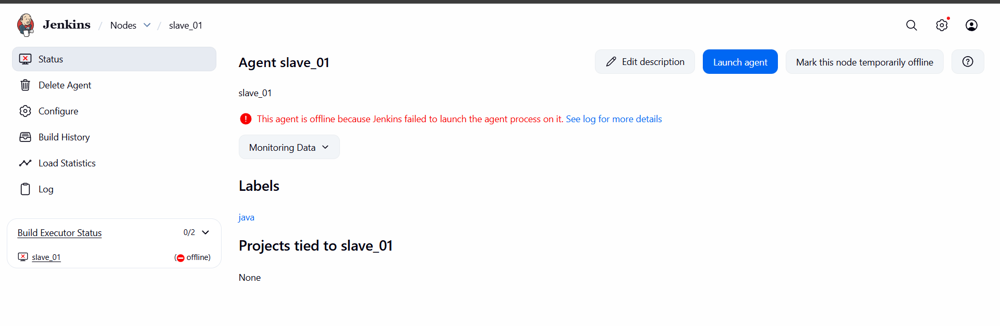 Jenkins / Nodes / slave_01
Status
Delete Agent
Configure
Build History
Load Statistics
Log
Build Executor Status 0/2
slave_01 (offline)
Agent slave_01
Edit description
Launch agent
Mark this node temporarily offline
slave_01
This agent is offline because Jenkins failed to launch the agent process on it. See log for more details
Monitoring Data
Labels
java
Projects tied to slave_01
None